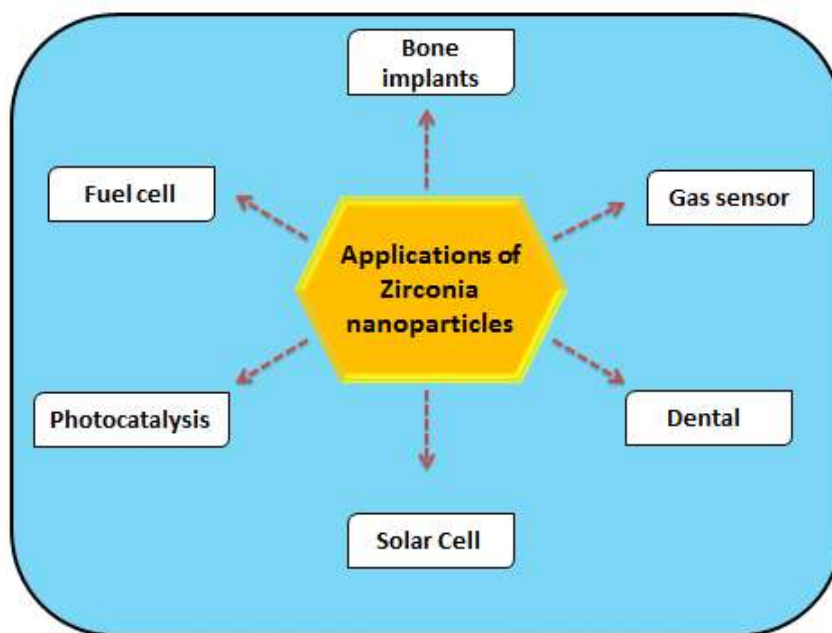 Bone
implants
Fuel cell
Gas sensor
Applications of
Zirconia
nanoparticles
Photocatalysis
Dental
Solar Cell